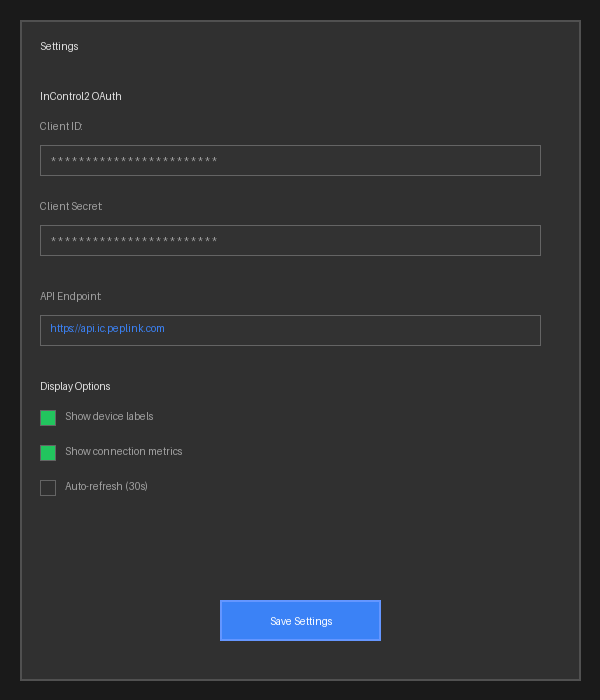 Settings
InControl2 OAuth
Client ID:
************************
Client Secret:
************************
API Endpoint:
https://api.ic.peplink.com
Display Options
Show device labels
Show connection metrics
Auto-refresh (30s)
Save Settings